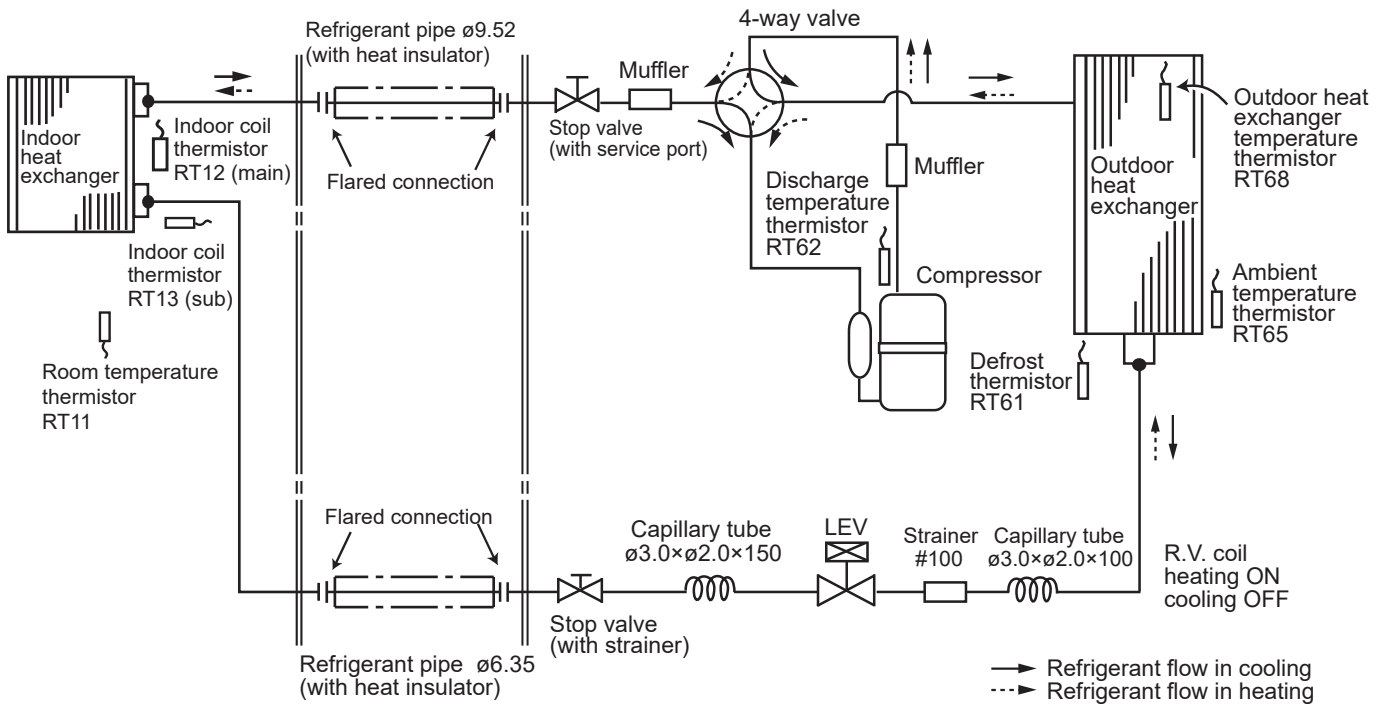 4-way valve
Refrigerant pipe ø9.52
(with heat insulator)
Muffler
Stop valve
(with service port)
Flared connection
Indoor
heat
exchanger
Indoor coil
thermistor
RT12 (main)
Indoor coil
thermistor
RT13 (sub)
Room temperature
thermistor
RT11
Discharge
temperature
thermistor
RT62
Muffler
Compressor
Outdoor
heat
exchanger
Outdoor heat
exchanger
temperature
thermistor
RT68
Ambient
temperature
thermistor
RT65
Defrost
thermistor
RT61
Flared connection
Refrigerant pipe ø6.35
(with heat insulator)
Stop valve
(with strainer)
Capillary tube
ø3.0×ø2.0×150
LEV
Strainer
#100
Capillary tube
ø3.0×ø2.0×100
R.V. coil
heating ON
cooling OFF
Refrigerant flow in cooling
Refrigerant flow in heating